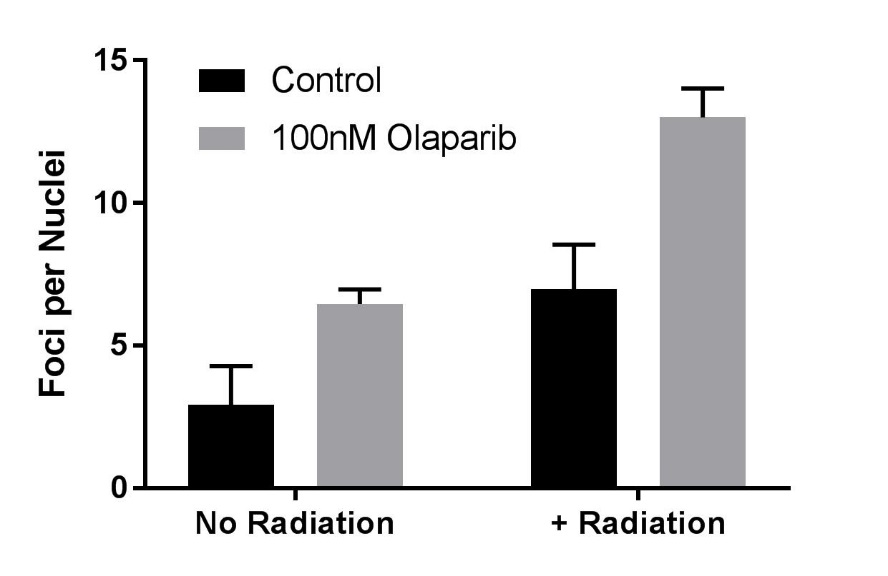 15
Control
100nM Olaparib
10
Foci per Nuclei
5
0
No Radiation
+ Radiation